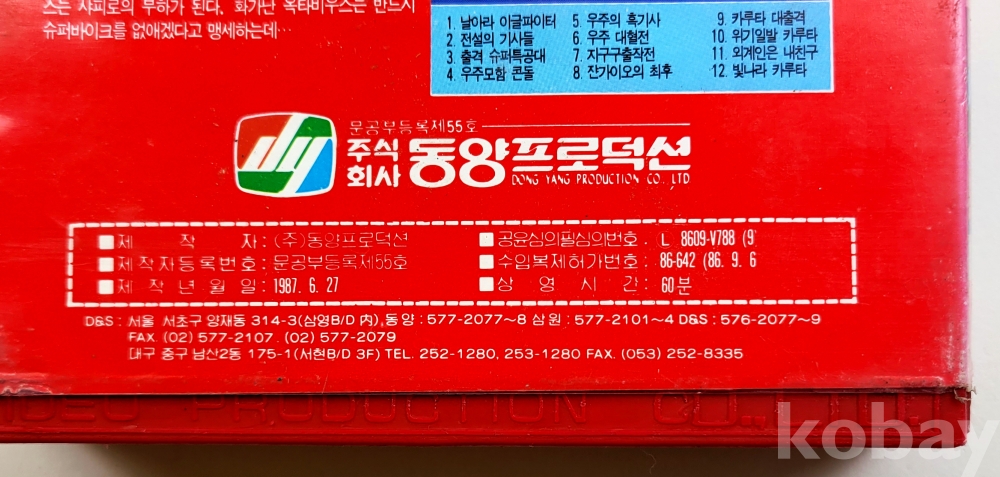 는 샤피로의 부하가 된다. 화가난 옥타비우스는 반드시
슈퍼바이크를 없애겠다고 맹세하는데…
1. 날아라 이글파이터
2. 전설의 기사들
3. 출격 슈퍼특공대
4. 우주모함 콘돌
5. 우주의 흑기사
6. 우주 대혈전
7. 지구구출작전
8. 잔가이오의 최후
9. 카루타 대출격
10. 위기일발 카루타
11. 외계인은 내친구
12. 빛나라 카루타
문공부등록제55호
주식회사 동양프로덕션
DONG YANG PRODUCTION CO. LTD
■제 작 자 : (주)동양프로덕션
■제작자등록번호 : 문공부등록제55호
■제 작 년 월 일 : 1987. 6. 27
■공윤심의필심의번호 : L 8609-V788 (9
■수입복제허가번호 : 86-642 (86. 9. 6
■상 영 시 간 : 60분
D&S : 서울 서초구 양재동 314-3(삼영B/D 内), 동양 : 577-2077~8 삼원 : 577-2101~4 D&S : 576-2077~9
FAX. (02) 577-2107. (02) 577-2079
대구 중구 남산2동 175-1(서현B/D 3F) TEL. 252-1280, 253-1280 FAX. (053) 252-8335
PRODUCTION CO., LTD
kobay